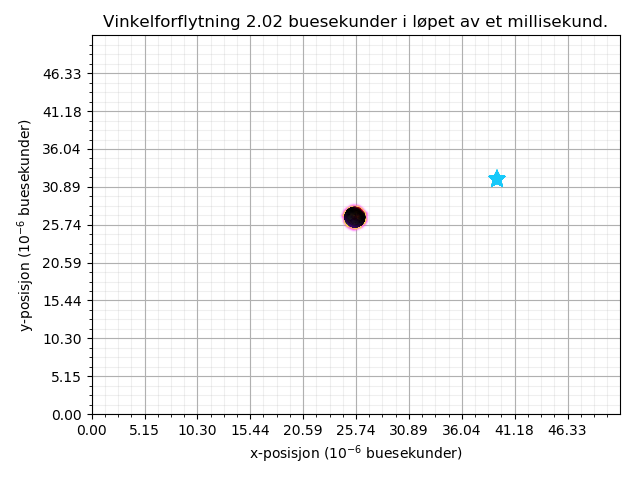 Vinkelforflytning 2.02 buesekunder i løpet av et millisekund.
46.33
41.18
36.04
30.89
25.74
20.59
15.44
10.30
5.15
0.00
y-posisjon (10⁻⁶ buesekunder)
0.00 5.15 10.30 15.44 20.59 25.74 30.89 36.04 41.18 46.33
x-posisjon (10⁻⁶ buesekunder)